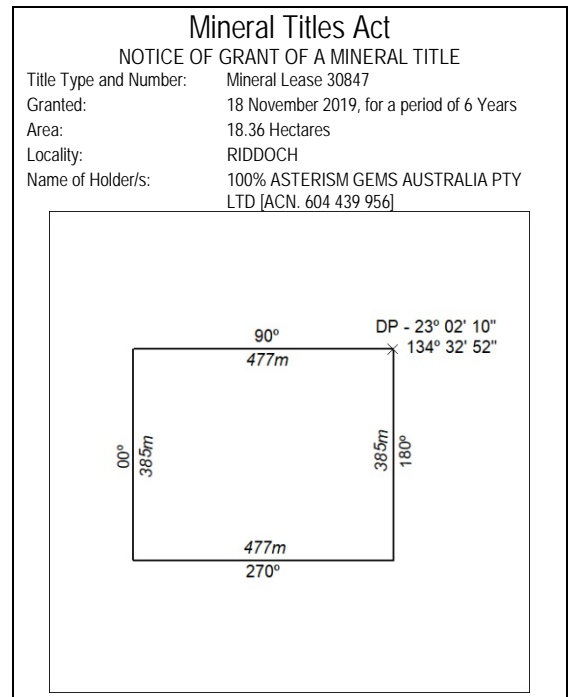 Mineral Titles Act
NOTICE OF GRANT OF A MINERAL TITLE
Title Type and Number: Mineral Lease 30847
Granted: 18 November 2019, for a period of 6 Years
Area: 18.36 Hectares
Locality: RIDDOCH
Name of Holder/s: 100% ASTERISM GEMS AUSTRALIA PTY
LTD [ACN. 604 439 956]
DP - 23º 02' 10"
134º 32' 52"
90º
477m
00º
385m
385m
180º
477m
270º